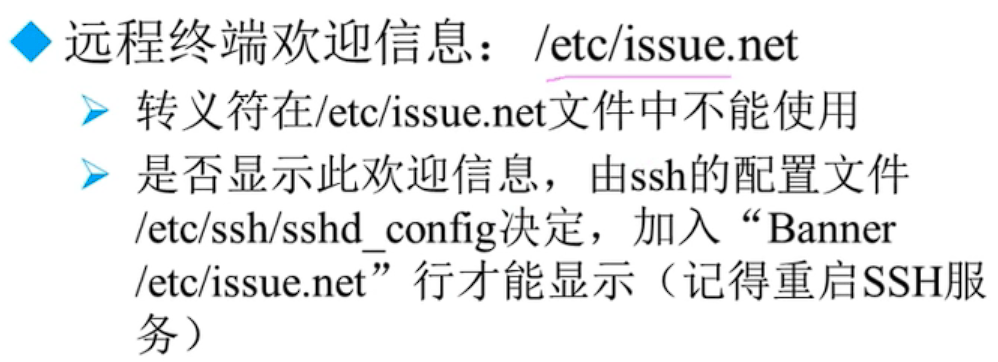 远程终端欢迎信息： /etc/issue.net
转义符在/etc/issue.net文件中不能使用
是否显示此欢迎信息，由ssh的配置文件
/etc/ssh/sshd_config决定，加入“Banner
/etc/issue.net”行才能显示（记得重启SSH服
务）